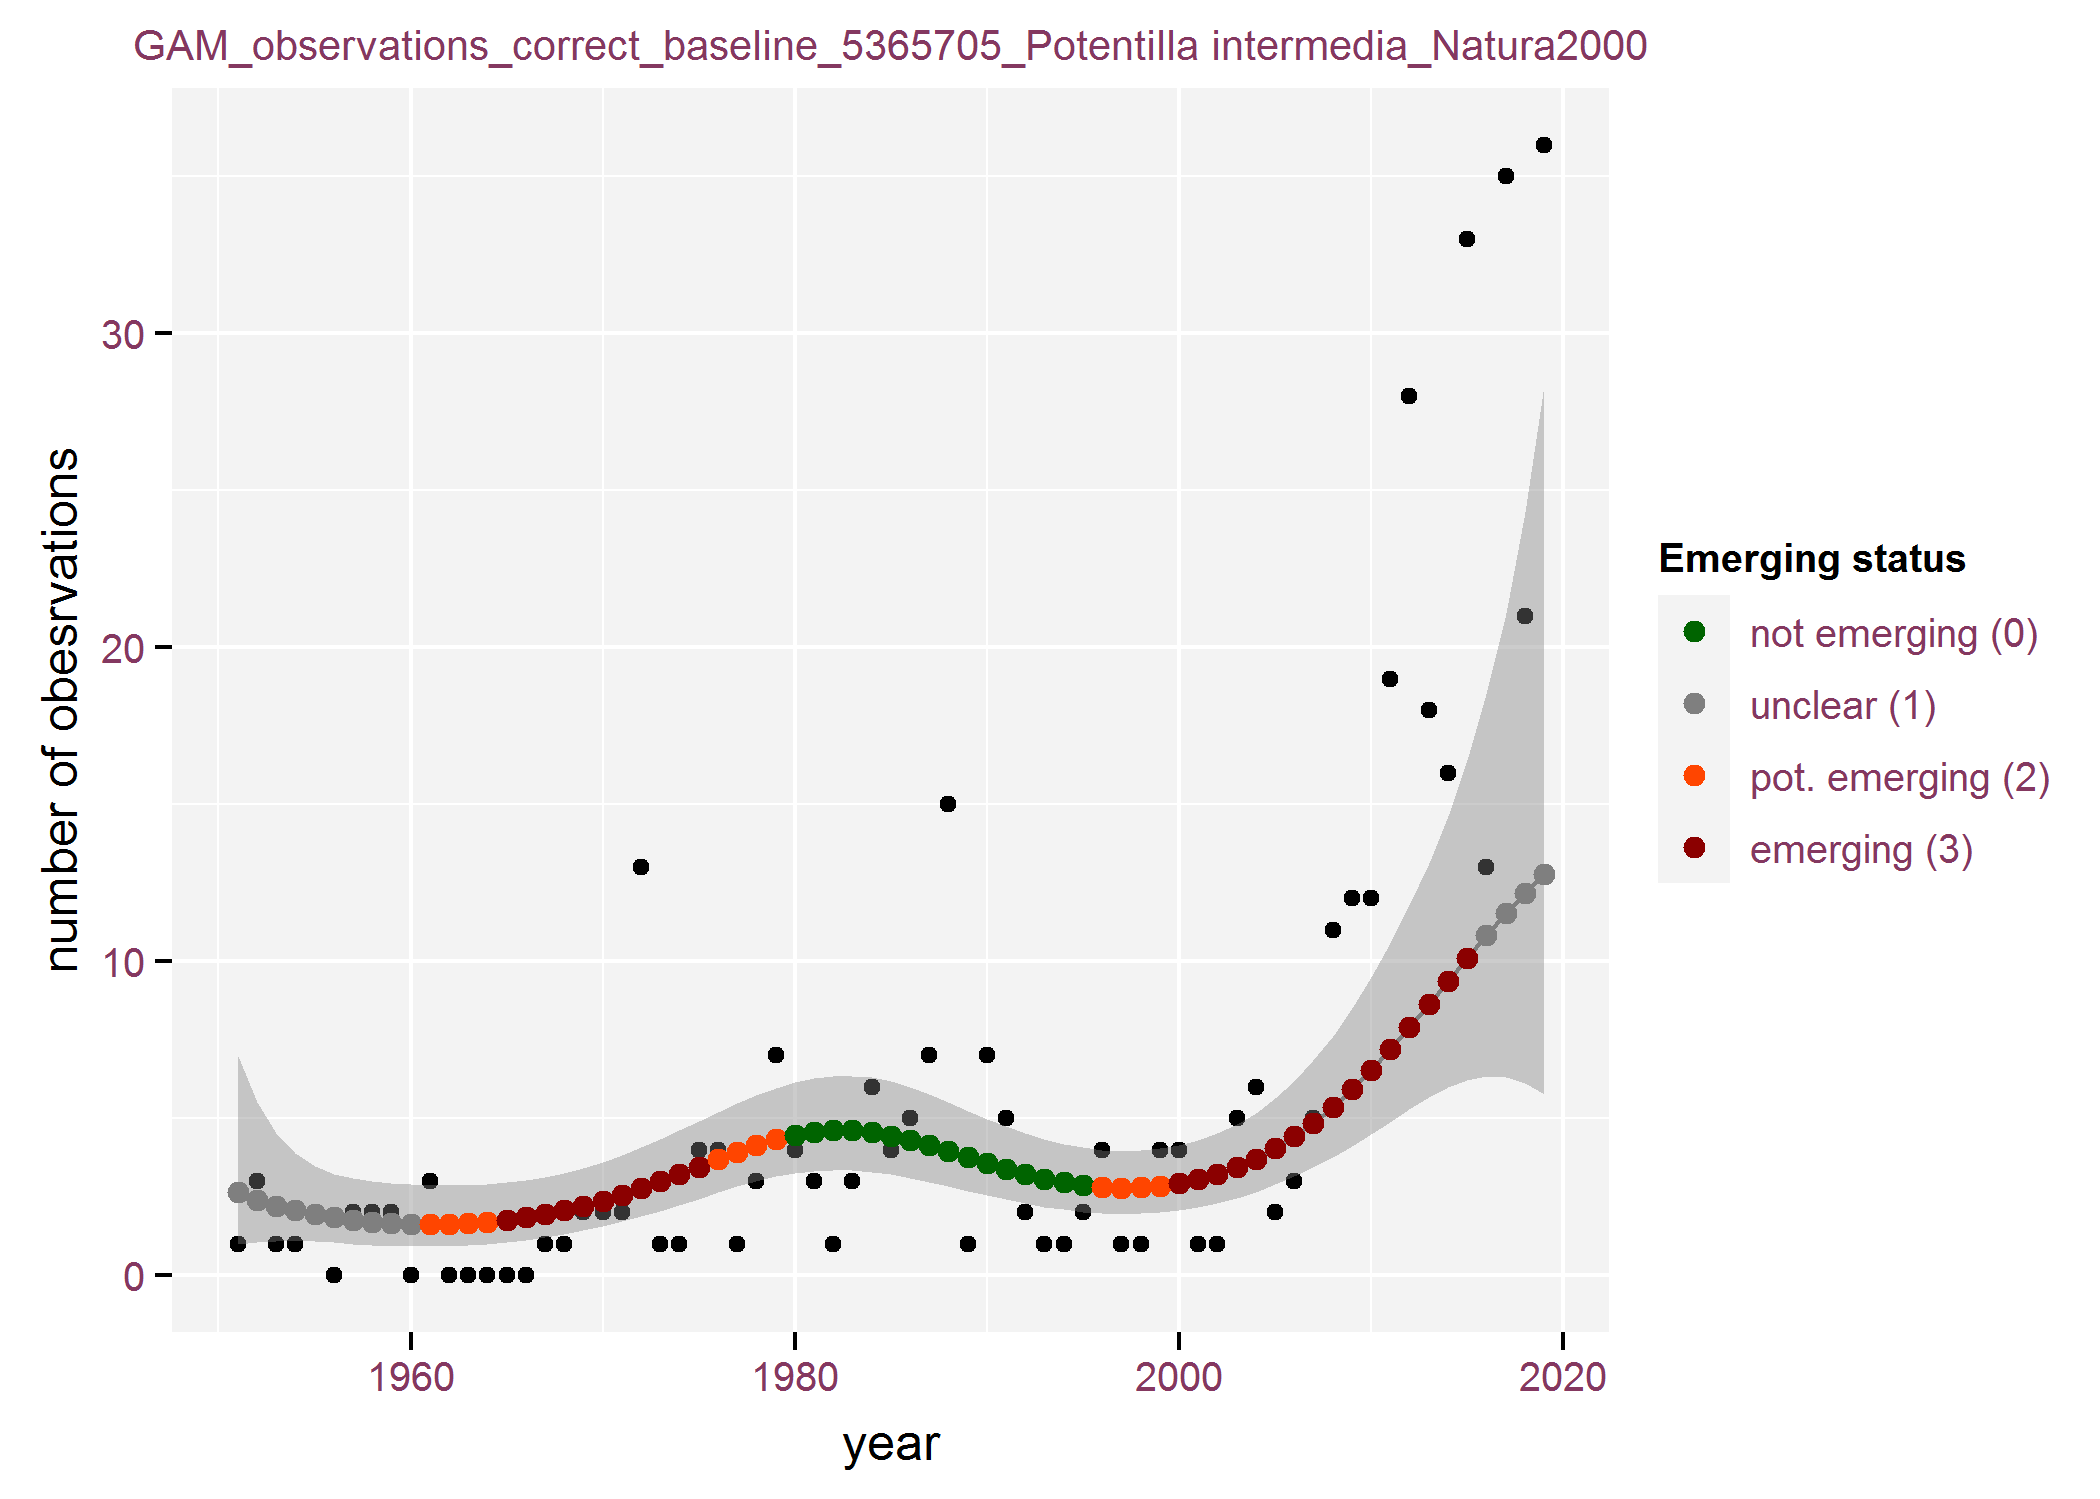 GAM_observations_correct_baseline_5365705_Potentilla intermedia_Natura2000
number of obesrvations
30
20
10
0
1960
1980
2000
2020
year
Emerging status
not emerging (0)
unclear (1)
pot. emerging (2)
emerging (3)